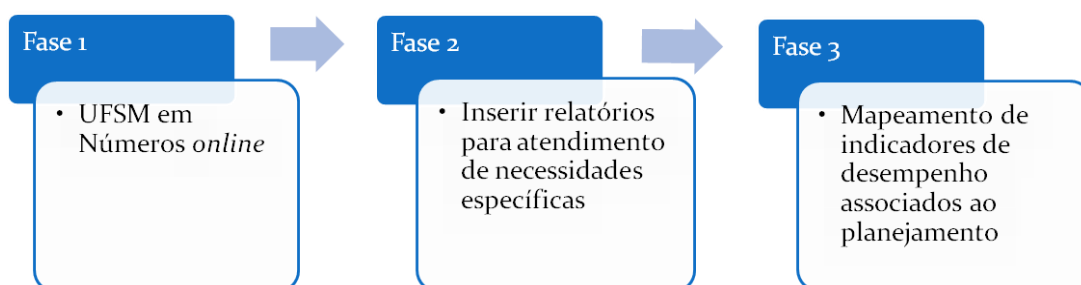 Fase 1
• UFSM em
Números online
Fase 2
• Inserir relatórios
para atendimento
de necessidades
específicas
Fase 3
• Mapeamento de
indicadores de
desempenho
associados ao
planejamento